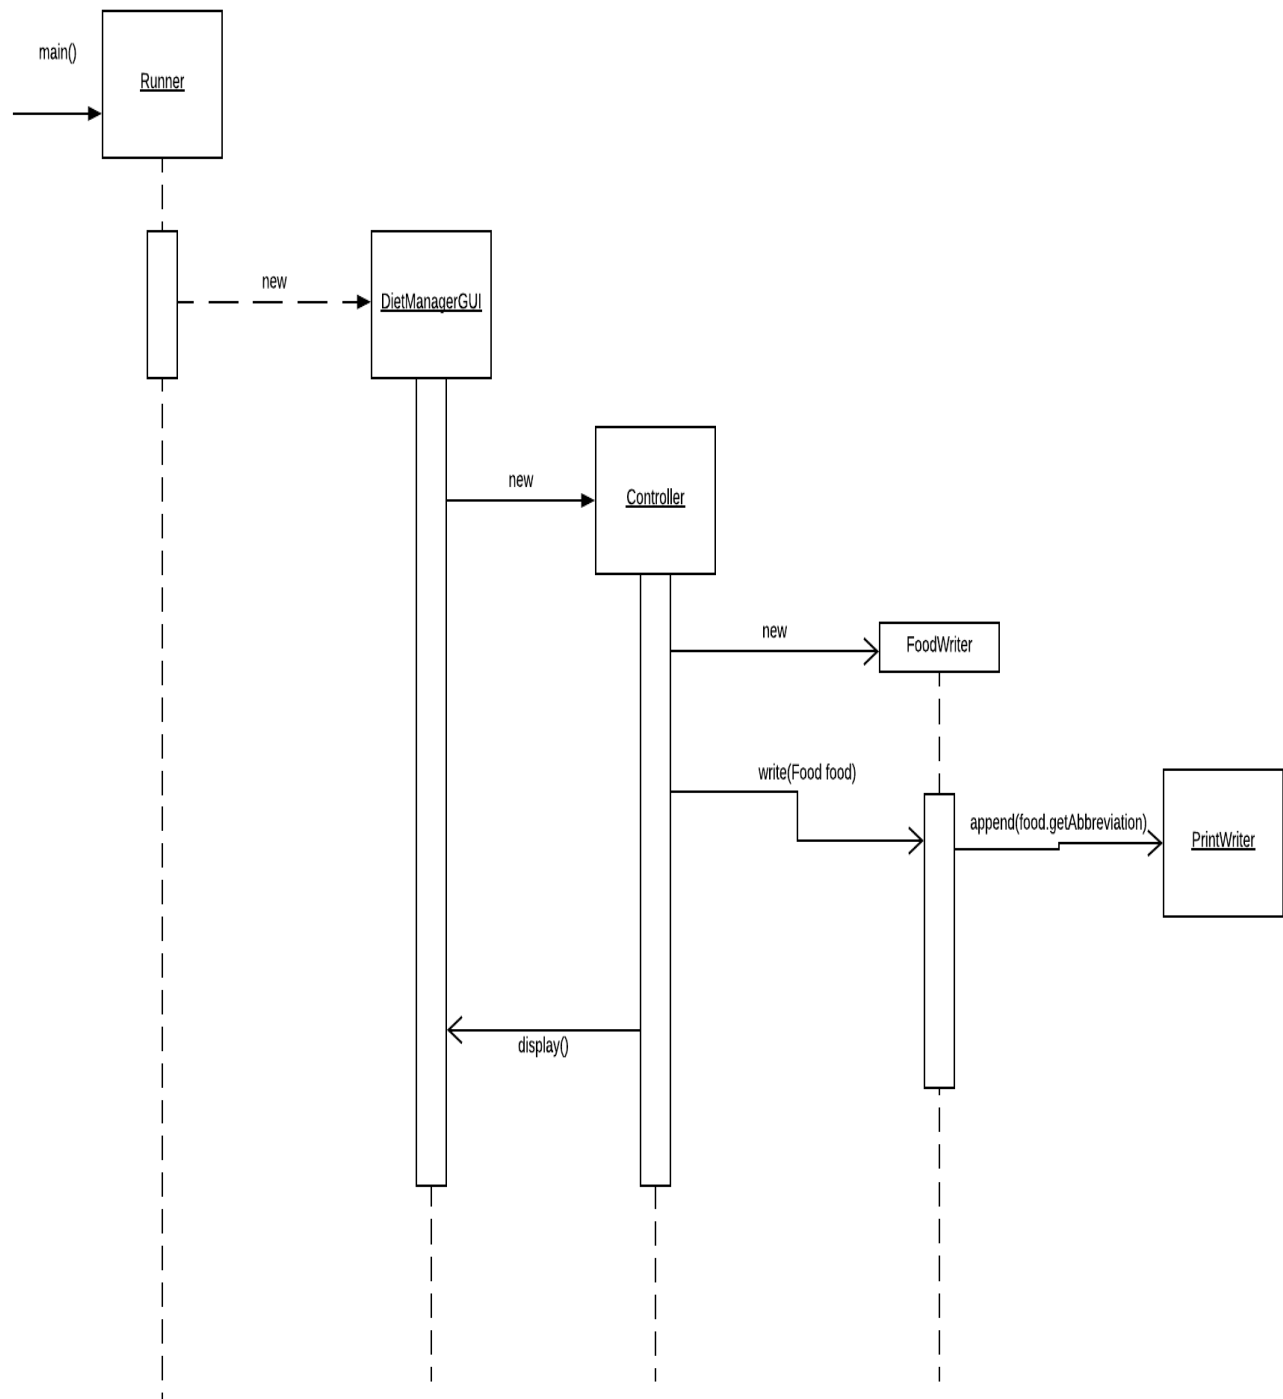 main()
Runner
new
DietManagerGUI
new
Controller
new
FoodWriter
write(Food food)
append(food.getAbbreviation)
PrintWriter
display()